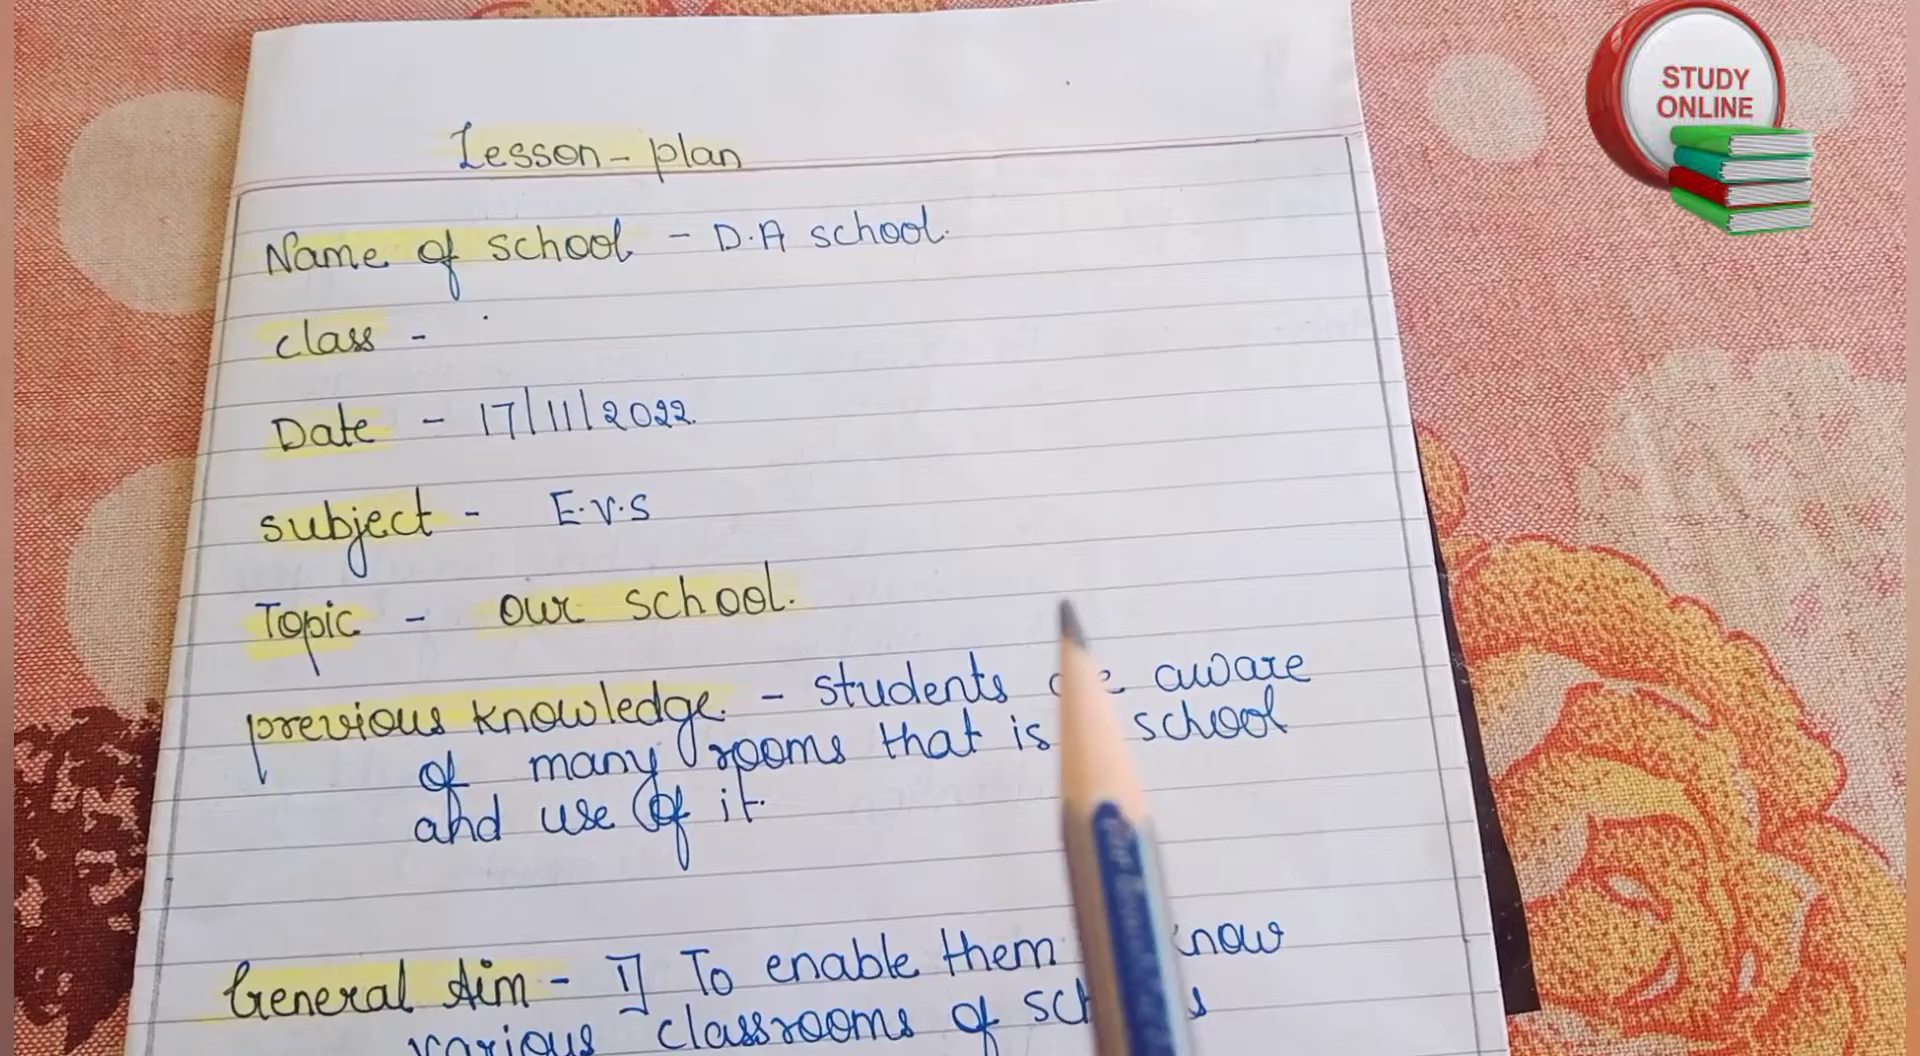 STUDY
ONLINE
Lesson - plan
Name of school - D.A school.
class -
Date - 17/11/2022.
subject - E.V.S
Topic - our school.
previous knowledge. - students aware
of many rooms that is school
and use of it.
General Aim - 1] To enable them
various classrooms of